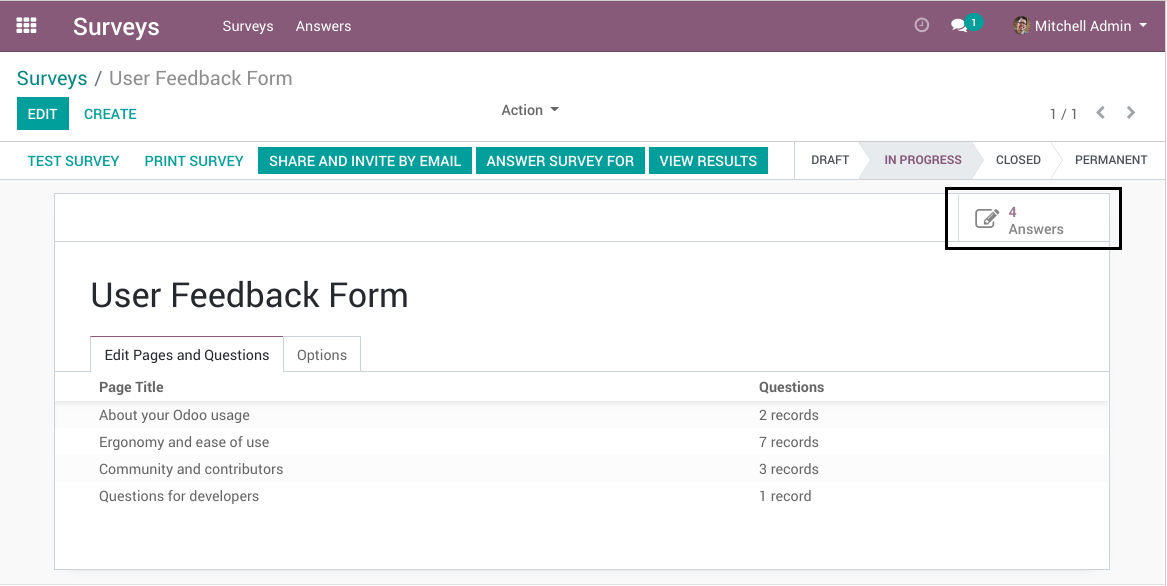 Surveys Surveys Answers 1 Mitchell Admin
Surveys / User Feedback Form
EDIT CREATE Action 1 / 1
TEST SURVEY PRINT SURVEY SHARE AND INVITE BY EMAIL ANSWER SURVEY FOR VIEW RESULTS DRAFT IN PROGRESS CLOSED PERMANENT
4
Answers
User Feedback Form
Edit Pages and Questions Options
Page Title Questions
About your Odoo usage 2 records
Ergonomy and ease of use 7 records
Community and contributors 3 records
Questions for developers 1 record